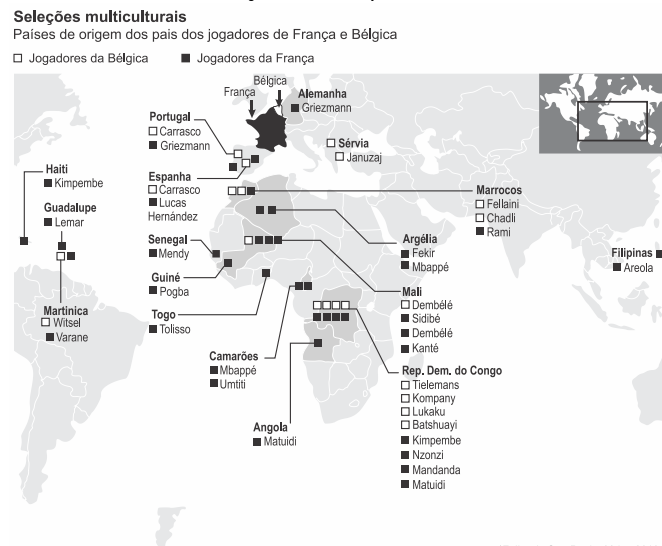 Seleções multiculturais
Países de origem dos pais dos jogadores de França e Bélgica
Jogadores da Bélgica
Jogadores da França
Bélgica
França
Alemanha
Griezmann
Portugal
Carrasco
Griezmann
Sérvia
Januzaj
Espanha
Carrasco
Lucas
Hernández
Haiti
Kimpembe
Guadalupe
Lemar
Marrocos
Fellaini
Chadli
Rami
Senegal
Mendy
Argélia
Fekir
Mbappé
Filipinas
Areola
Guiné
Pogba
Mali
Dembélé
Sidibé
Dembélé
Kanté
Martinica
Witsel
Varane
Togo
Tolisso
Camarões
Mbappé
Umtiti
Rep. Dem. do Congo
Tielemans
Kompany
Lukaku
Batshuayi
Kimpembe
Nzonzi
Mandanda
Matuidi
Angola
Matuidi